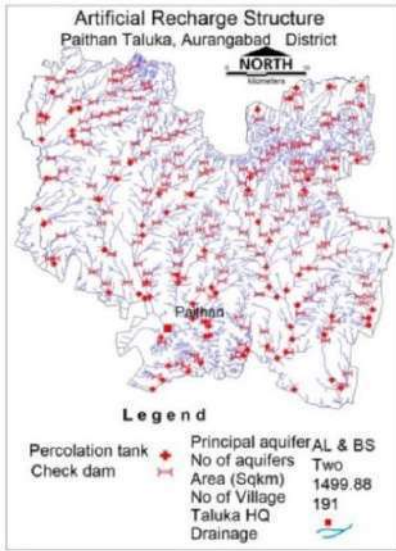 Artificial Recharge Structure
Paithan Taluka, Aurangabad District
NORTH
Kilometers
Paithan
Legend
Percolation tank
Check dam
Principal aquifer AL & BS
No of aquifers Two
Area (Sqkm) 1499.88
No of Village 191
Taluka HQ
Drainage